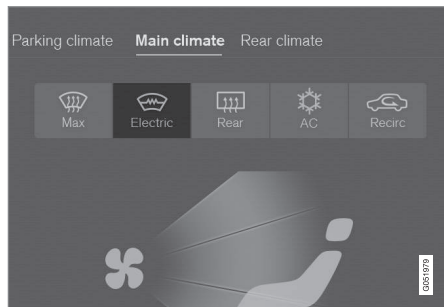 Parking climate Main climate Rear climate
Max Electric Rear AC Recirc
G051979